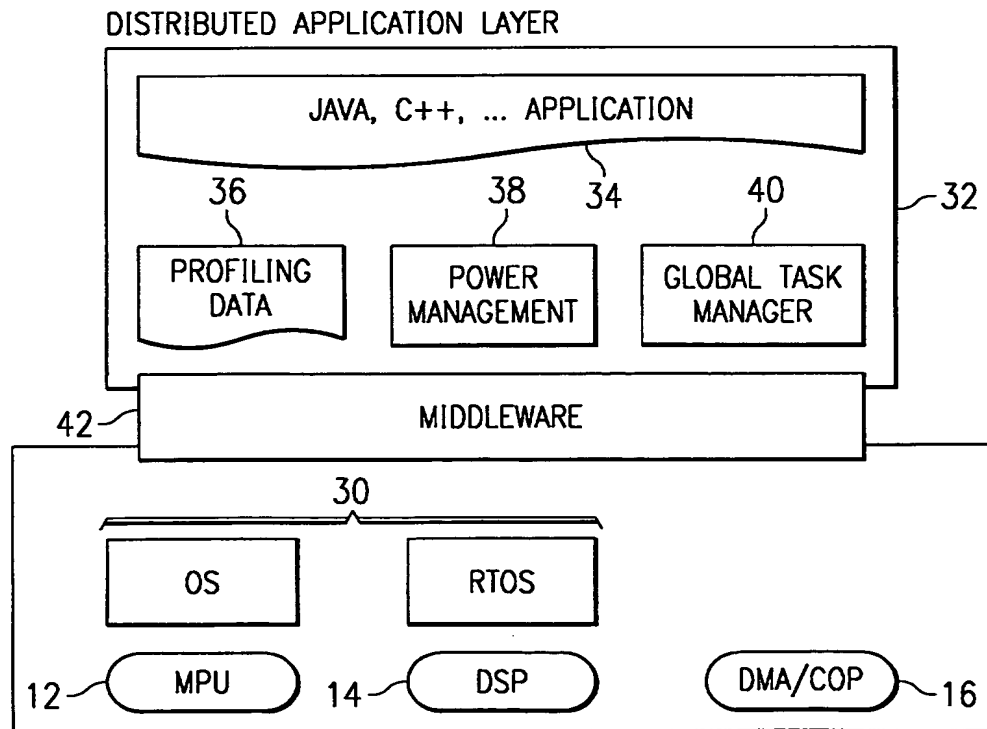 DISTRIBUTED APPLICATION LAYER
JAVA, C++, ... APPLICATION
34
32
36
38
40
PROFILING
DATA
POWER
MANAGEMENT
GLOBAL TASK
MANAGER
42
MIDDLEWARE
30
OS
RTOS
12
MPU
14
DSP
DMA/COP
16